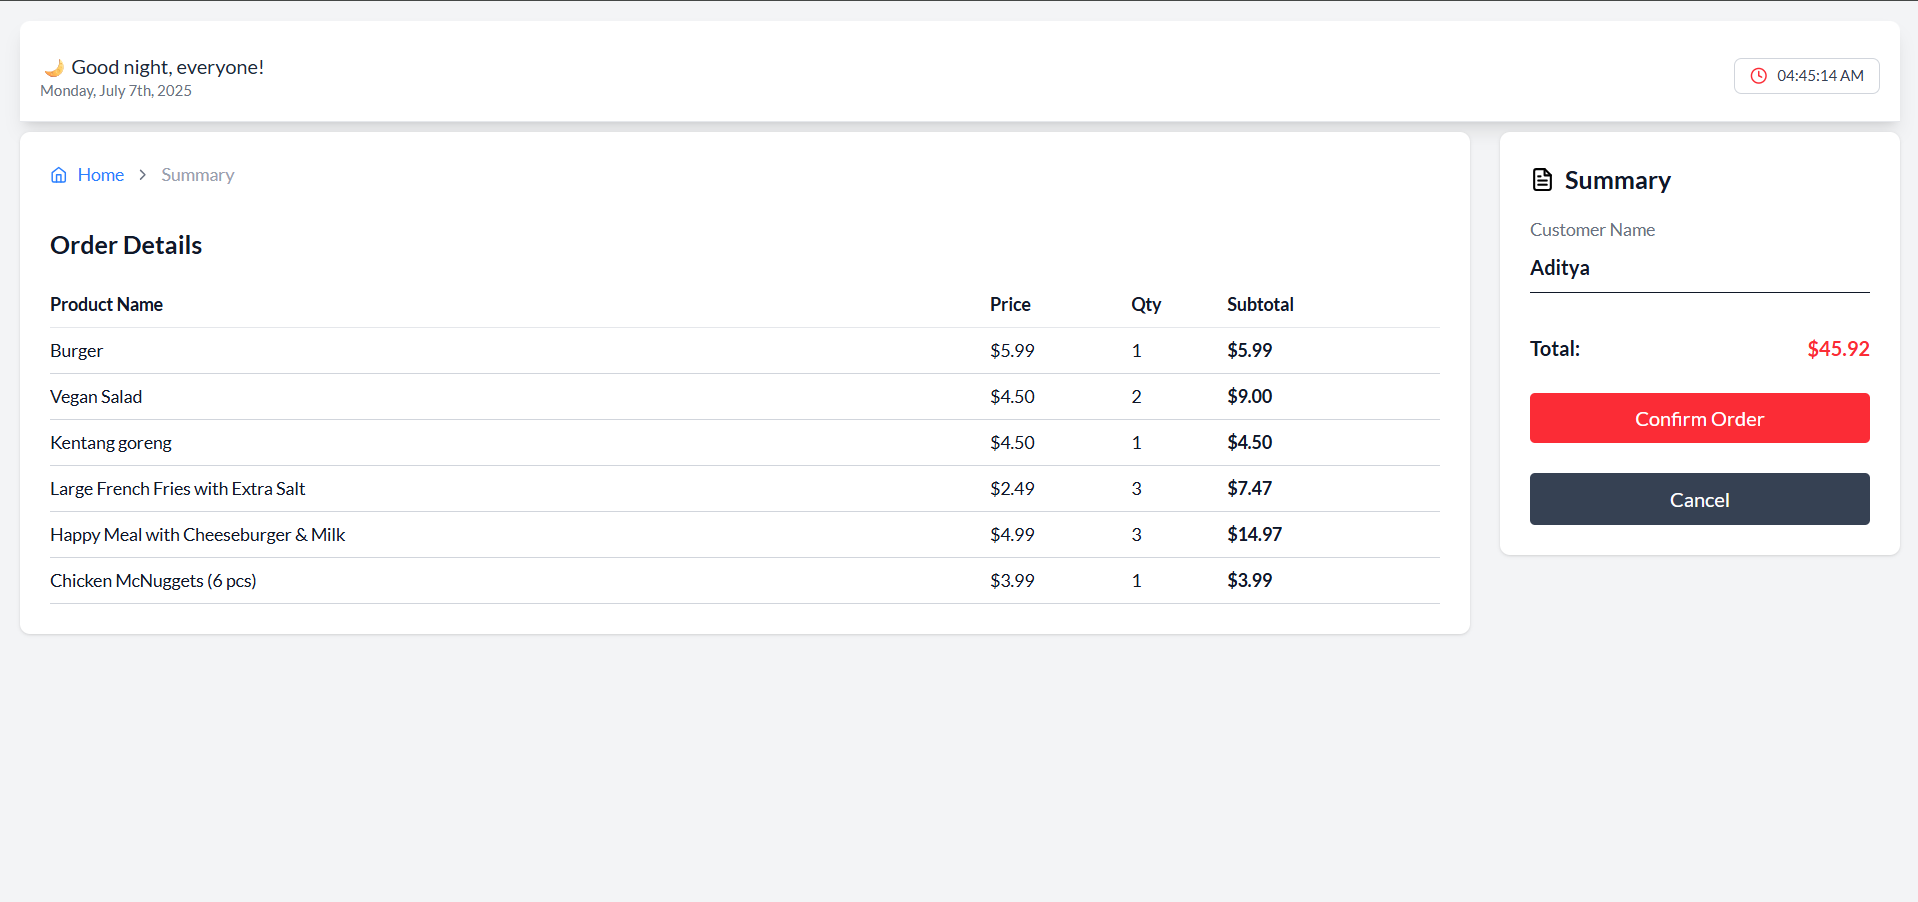 🌙 Good night, everyone!
Monday, July 7th, 2025
04:45:14 AM
Home > Summary
Order Details
Product Name Price Qty Subtotal
Burger $5.99 1 $5.99
Vegan Salad $4.50 2 $9.00
Kentang goreng $4.50 1 $4.50
Large French Fries with Extra Salt $2.49 3 $7.47
Happy Meal with Cheeseburger & Milk $4.99 3 $14.97
Chicken McNuggets (6 pcs) $3.99 1 $3.99
Summary
Customer Name
Aditya
Total: $45.92
Confirm Order
Cancel